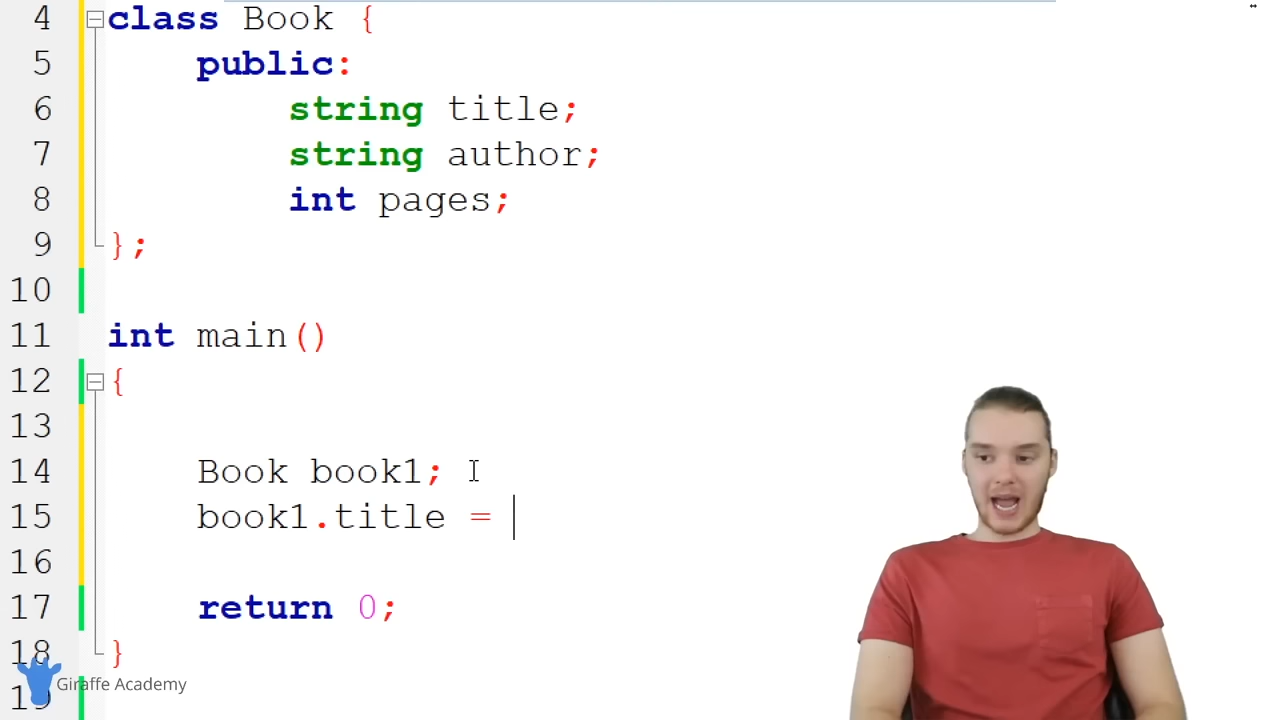 4 class Book {
5 public:
6 string title;
7 string author;
8 int pages;
9 };
10
11 int main()
12 {
13
14 Book book1;
15 book1.title =
16
17 return 0;
18 }
Giraffe Academy
19